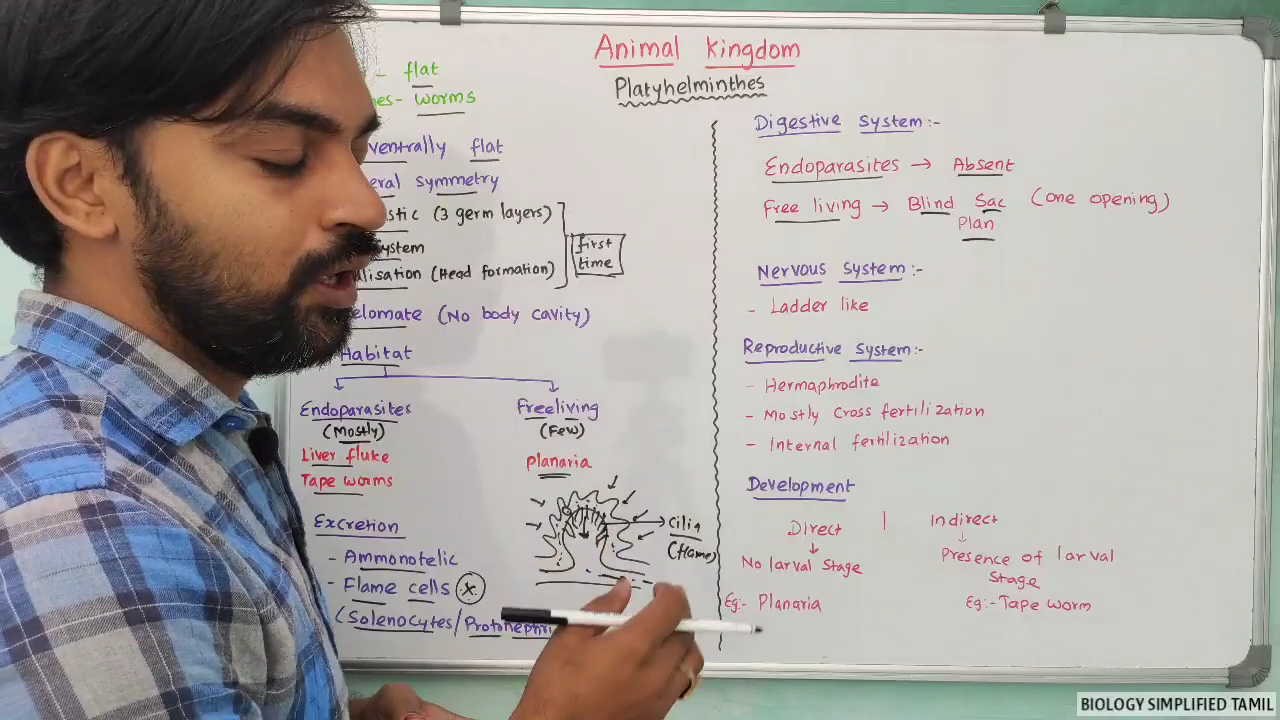 Animal Kingdom
Platyhelminthes
- flat
- worms
ventrally flat
symmetry
(3 germ layers)
(Head formation)
first
time
(No body cavity)
Habitat
Endoparasites
(Mostly)
Liver fluke
Tape worms
Freeliving
(Few)
Planaria
Excretion
- Ammonotelic
- Flame cells *
(Solenocytes/
cilia
(flame)
Digestive system:-
Endoparasites → Absent
Free living → Blind Sac (one opening)
Plan
Nervous system:-
- Ladder like
Reproductive system:-
- Hermaphrodite
- Mostly cross fertilization
- Internal fertilization
Development
Direct
↓
No larval stage
Eg:- Planaria
Indirect
↓
Presence of larval
stage
Eg:- Tape worm
BIOLOGY SIMPLIFIED TAMIL